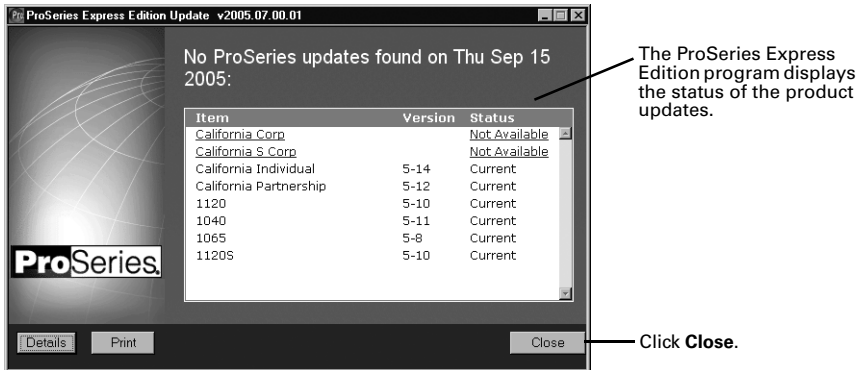 ProSeries Express Edition Update v2005.07.00.01
No ProSeries updates found on Thu Sep 15
2005:
Item Version Status
California Corp Not Available
California S Corp Not Available
California Individual 5-14 Current
California Partnership 5-12 Current
1120 5-10 Current
1040 5-11 Current
1065 5-8 Current
1120S 5-10 Current
ProSeries.
Details Print Close
The ProSeries Express
Edition program displays
the status of the product
updates.
Click Close.